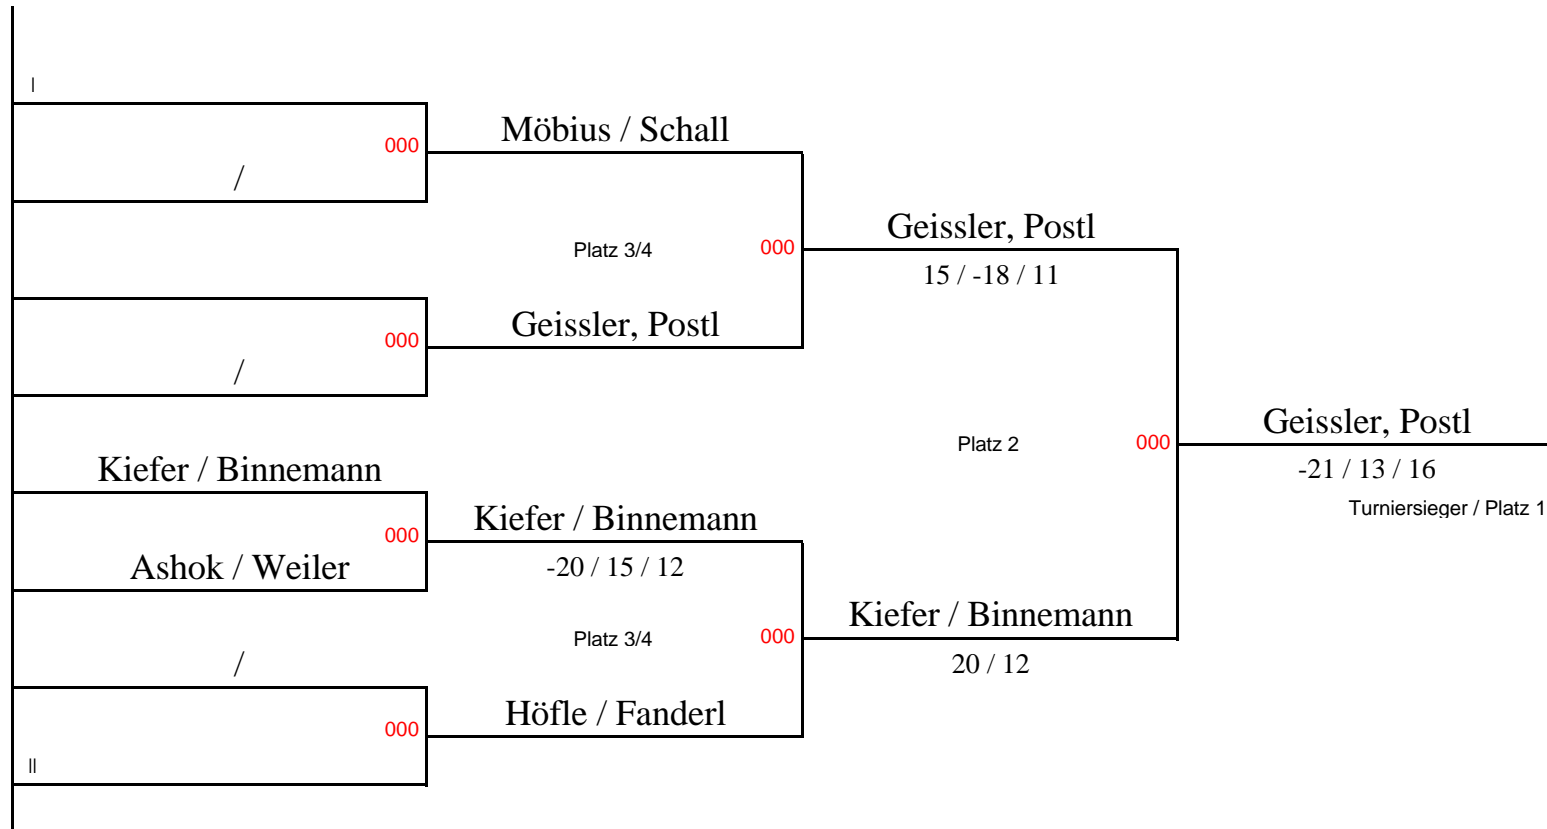 I
000
Möbius / Schall
/
Platz 3/4
000
Geissler, Postl
15 / -18 / 11
000
Geissler, Postl
/
Platz 2
000
Geissler, Postl
-21 / 13 / 16
Turniersieger / Platz 1
Kiefer / Binnemann
000
Kiefer / Binnemann
-20 / 15 / 12
Ashok / Weiler
Platz 3/4
000
Kiefer / Binnemann
20 / 12
/
000
Höfle / Fanderl
II